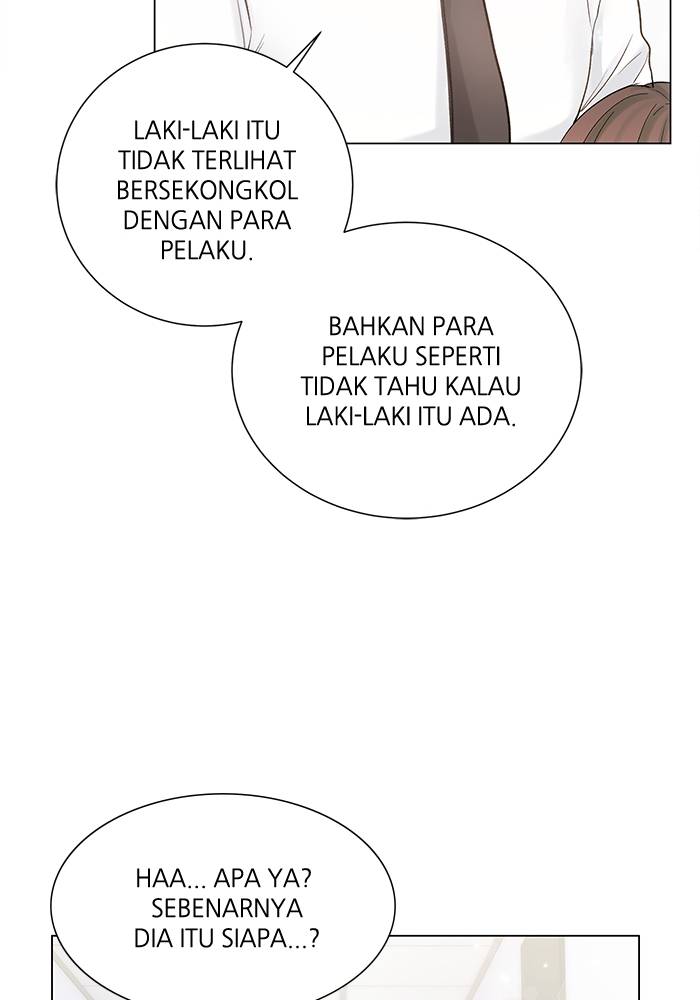 LAKI-LAKI ITU
TIDAK TERLIHAT
BERSEKONGKOL
DENGAN PARA
PELAKU.
BAHKAN PARA
PELAKU SEPERTI
TIDAK TAHU KALAU
LAKI-LAKI ITU ADA.
HAA... APA YA?
SEBENARNYA
DIA ITU SIAPA...?